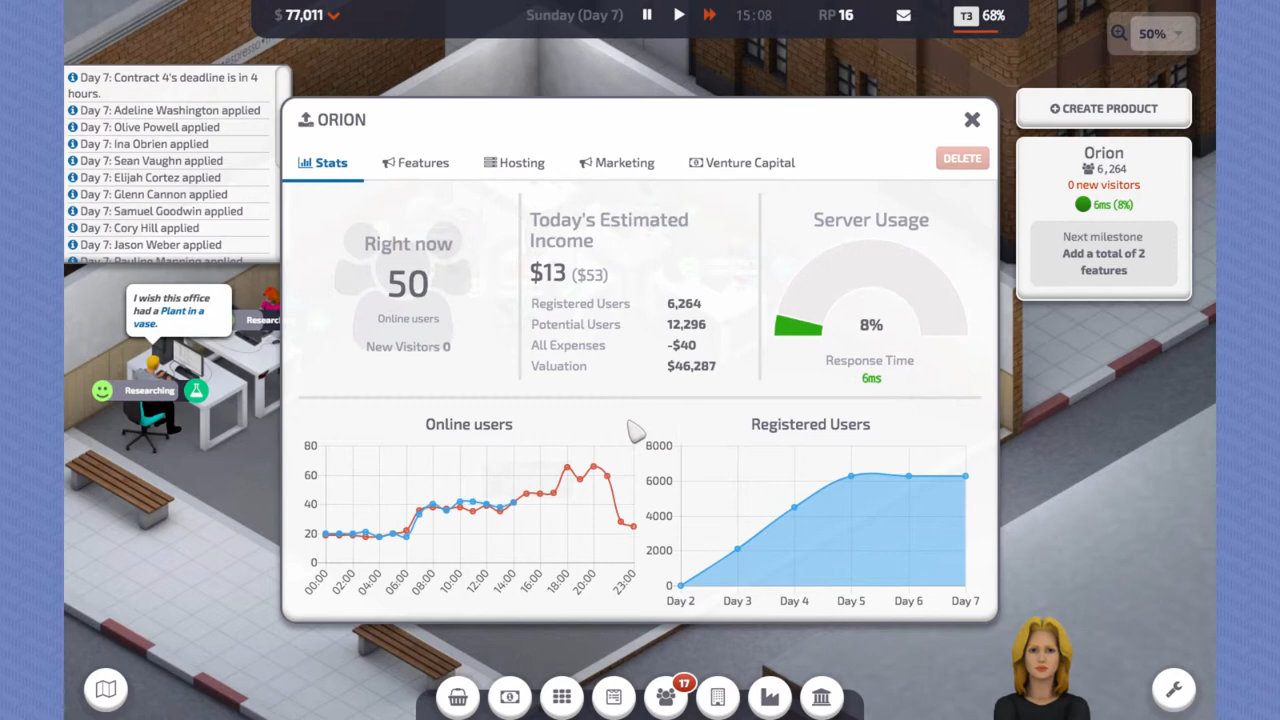 $ 77,011
Sunday (Day 7)
15:08
RP 16
T3 68%
50%
Day 7: Contract 4's deadline is in 4
hours.
Day 7: Adeline Washington applied
Day 7: Olive Powell applied
Day 7: Ina Obrien applied
Day 7: Sean Vaughn applied
Day 7: Elijah Cortez applied
Day 7: Glenn Cannon applied
Day 7: Samuel Goodwin applied
Day 7: Cory Hill applied
Day 7: Jason Weber applied
Day 7: Pauline Manning applied
I wish this office
had a Plant in a
vase.
Researching
ORION
Stats
Features
Hosting
Marketing
Venture Capital
DELETE
Right now
50
Online users
New Visitors 0
Today's Estimated
Income
$13 ($53)
Registered Users 6,264
Potential Users 12,296
All Expenses -$40
Valuation $46,287
Server Usage
8%
Response Time
6ms
Online users
80
60
40
20
0
00:00
02:00
04:00
06:00
08:00
10:00
12:00
14:00
16:00
18:00
20:00
23:00
Registered Users
8000
6000
4000
2000
0
Day 2
Day 3
Day 4
Day 5
Day 6
Day 7
CREATE PRODUCT
Orion
6,264
0 new visitors
6ms (8%)
Next milestone
Add a total of 2
features
17